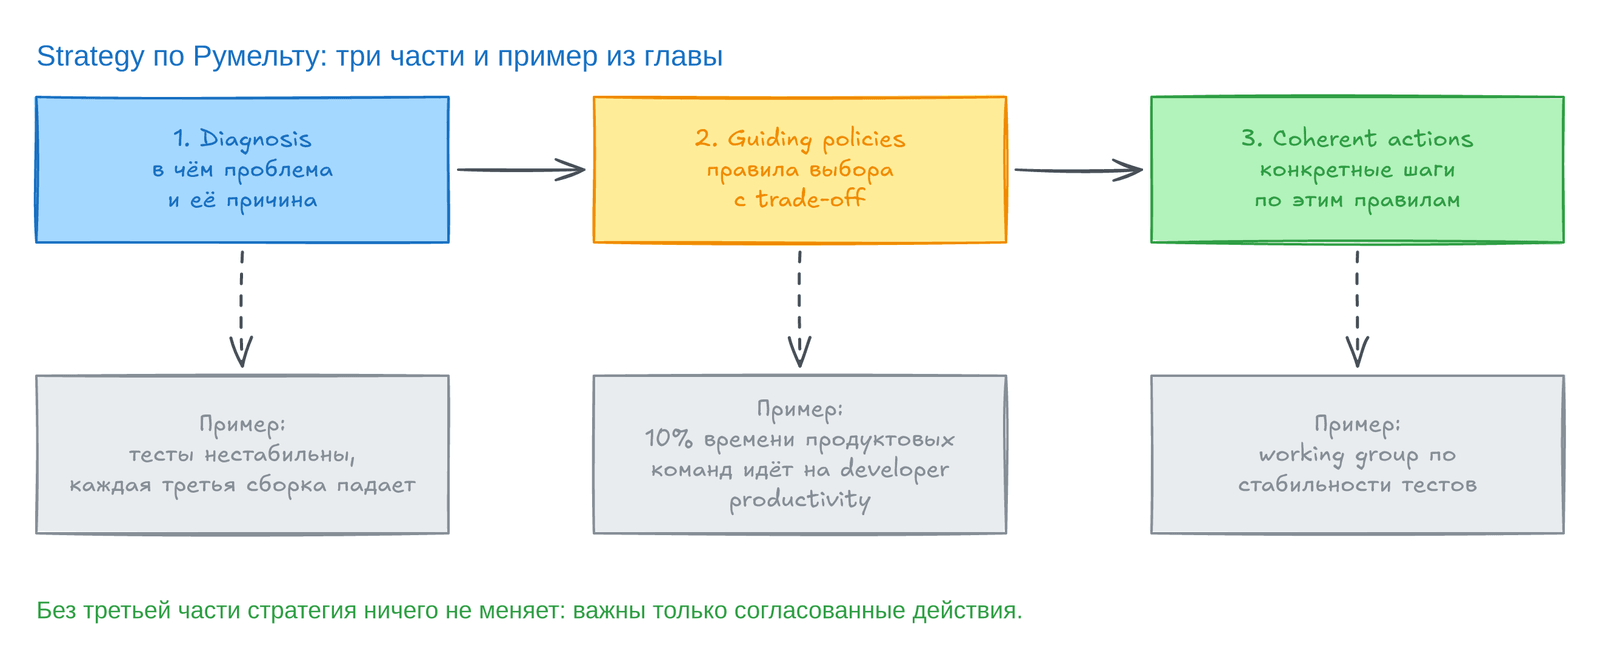 Strategy по Румельту: три части и пример из главы
1. Diagnosis
в чём проблема
и её причина
2. Guiding policies
правила выбора
с trade-off
3. Coherent actions
конкретные шаги
по этим правилам
Пример:
тесты нестабильны,
каждая третья сборка падает
Пример:
10% времени продуктовых
команд идёт на developer
productivity
Пример:
working group по
стабильности тестов
Без третьей части стратегия ничего не меняет: важны только согласованные действия.